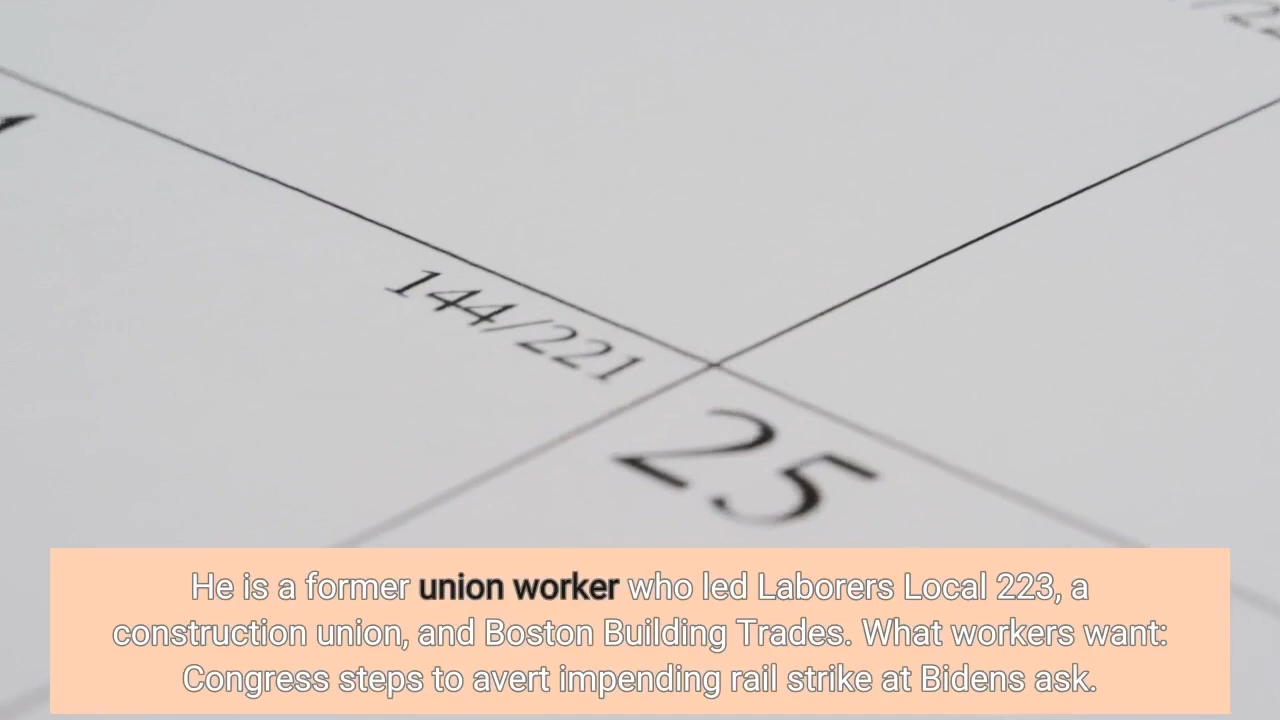 144/221
25
He is a former union worker who led Laborers Local 223, a
construction union, and Boston Building Trades. What workers want:
Congress steps to avert impending rail strike at Bidens ask.